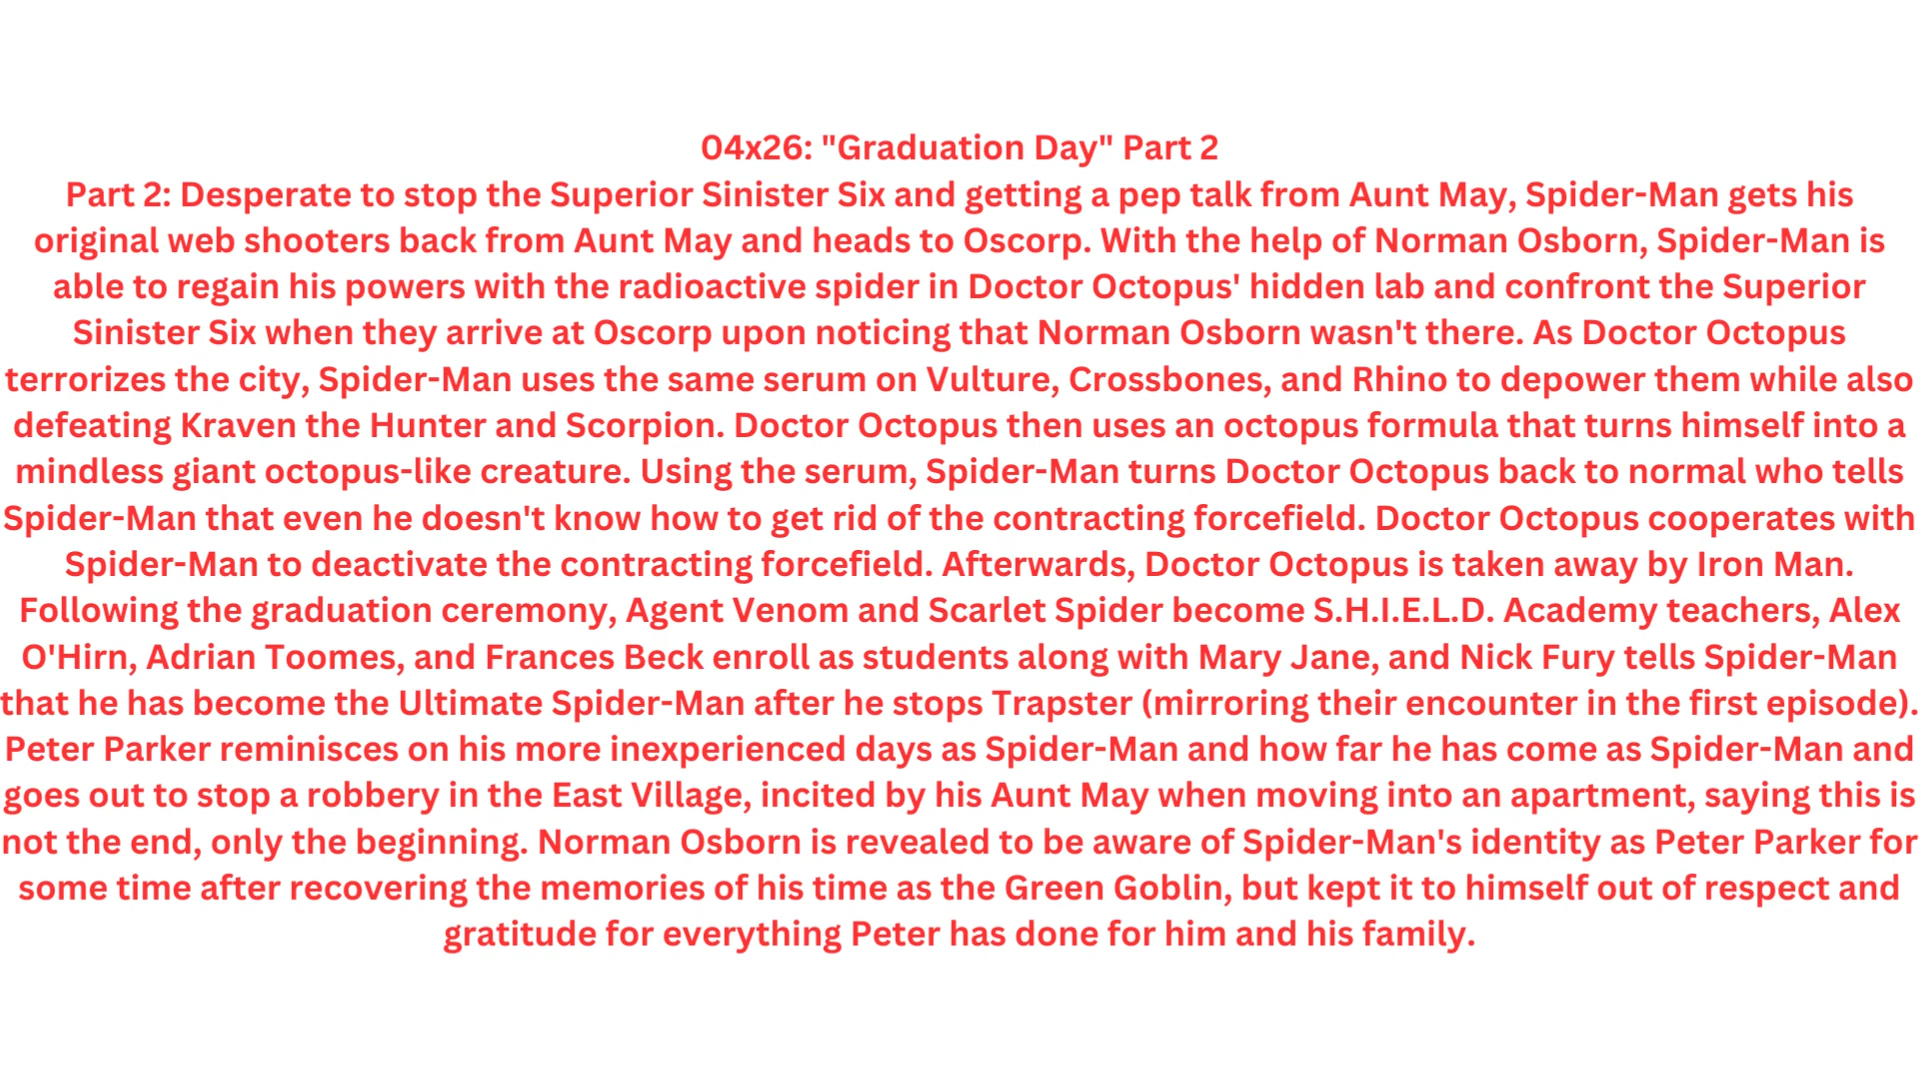 04x26: "Graduation Day" Part 2
Part 2: Desperate to stop the Superior Sinister Six and getting a pep talk from Aunt May, Spider-Man gets his
original web shooters back from Aunt May and heads to Oscorp. With the help of Norman Osborn, Spider-Man is
able to regain his powers with the radioactive spider in Doctor Octopus' hidden lab and confront the Superior
Sinister Six when they arrive at Oscorp upon noticing that Norman Osborn wasn't there. As Doctor Octopus
terrorizes the city, Spider-Man uses the same serum on Vulture, Crossbones, and Rhino to depower them while also
defeating Kraven the Hunter and Scorpion. Doctor Octopus then uses an octopus formula that turns himself into a
mindless giant octopus-like creature. Using the serum, Spider-Man turns Doctor Octopus back to normal who tells
Spider-Man that even he doesn't know how to get rid of the contracting forcefield. Doctor Octopus cooperates with
Spider-Man to deactivate the contracting forcefield. Afterwards, Doctor Octopus is taken away by Iron Man.
Following the graduation ceremony, Agent Venom and Scarlet Spider become S.H.I.E.L.D. Academy teachers, Alex
O'Hirn, Adrian Toomes, and Frances Beck enroll as students along with Mary Jane, and Nick Fury tells Spider-Man
that he has become the Ultimate Spider-Man after he stops Trapster (mirroring their encounter in the first episode).
Peter Parker reminisces on his more inexperienced days as Spider-Man and how far he has come as Spider-Man and
goes out to stop a robbery in the East Village, incited by his Aunt May when moving into an apartment, saying this is
not the end, only the beginning. Norman Osborn is revealed to be aware of Spider-Man's identity as Peter Parker for
some time after recovering the memories of his time as the Green Goblin, but kept it to himself out of respect and
gratitude for everything Peter has done for him and his family.